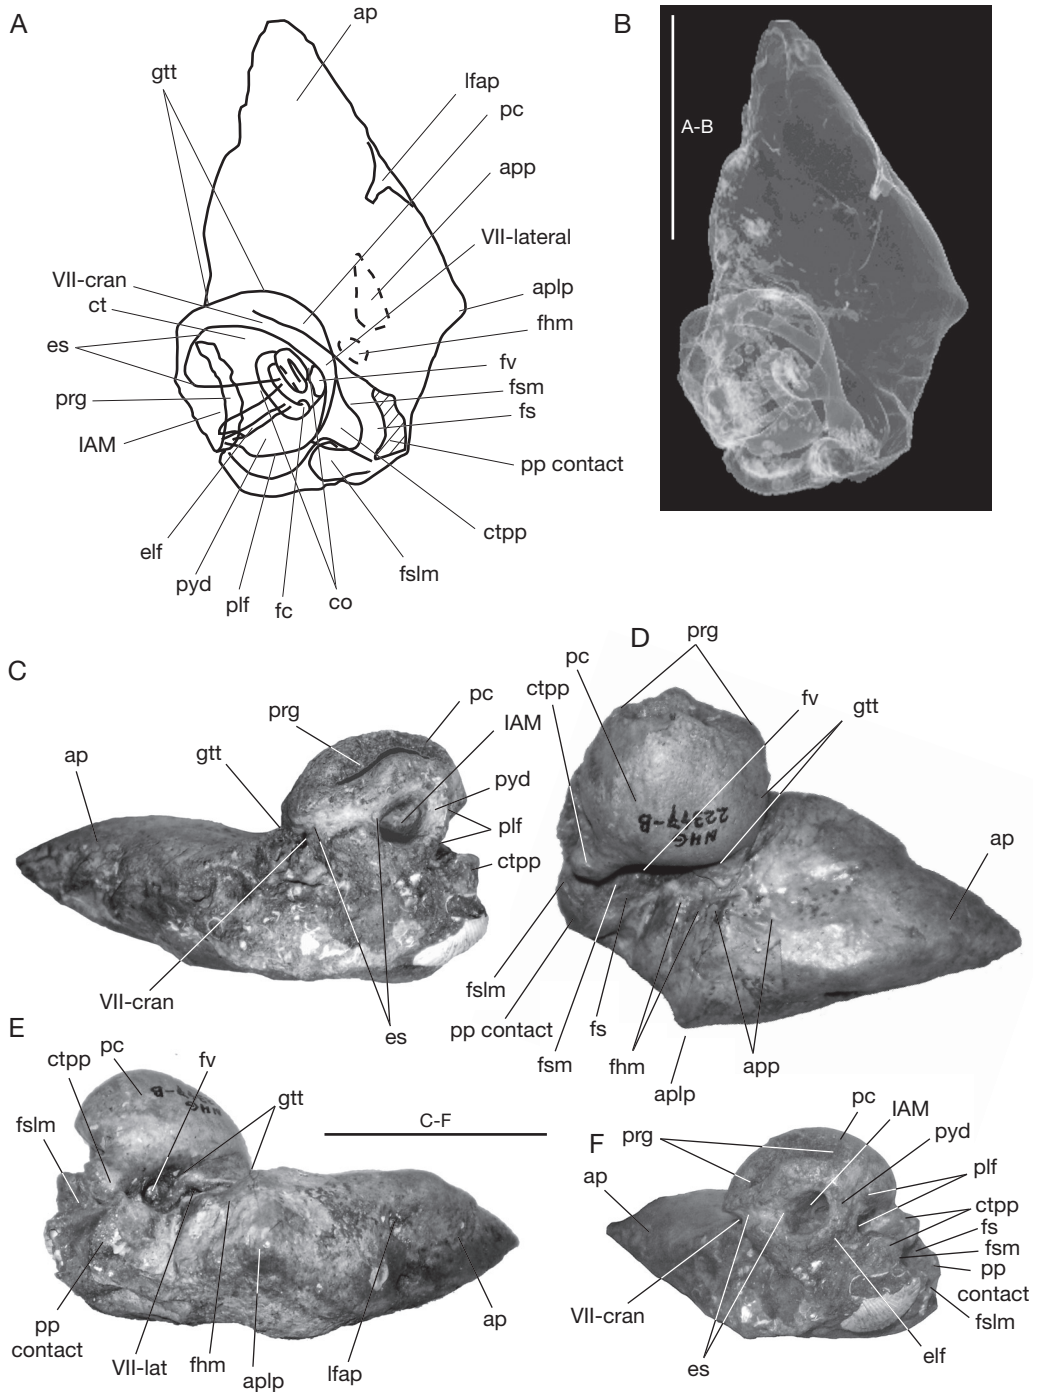 A
ap
gtt
lfap
pc
app
VII-lateral
VII-cran
ct
aplp
fhm
es
fv
prg
fsm
fs
IAM
pp contact
ctpp
elf
fslm
pyd
plf
fc
co
B
A-B
C
prg
pc
IAM
gtt
ap
pyd
plf
ctpp
VII-cran
es
D
prg
pc
ctpp
fv
gtt
22377-B
NHG
ap
fslm
pp contact
fs
fsm
fhm
app
aplp
E
pc
fv
ctpp
gtt
fslm
C-F
pp
contact
VII-lat
fhm
aplp
lfap
ap
F
pc
IAM
prg
pyd
plf
ap
ctpp
fs
fsm
pp
contact
VII-cran
fslm
es
elf